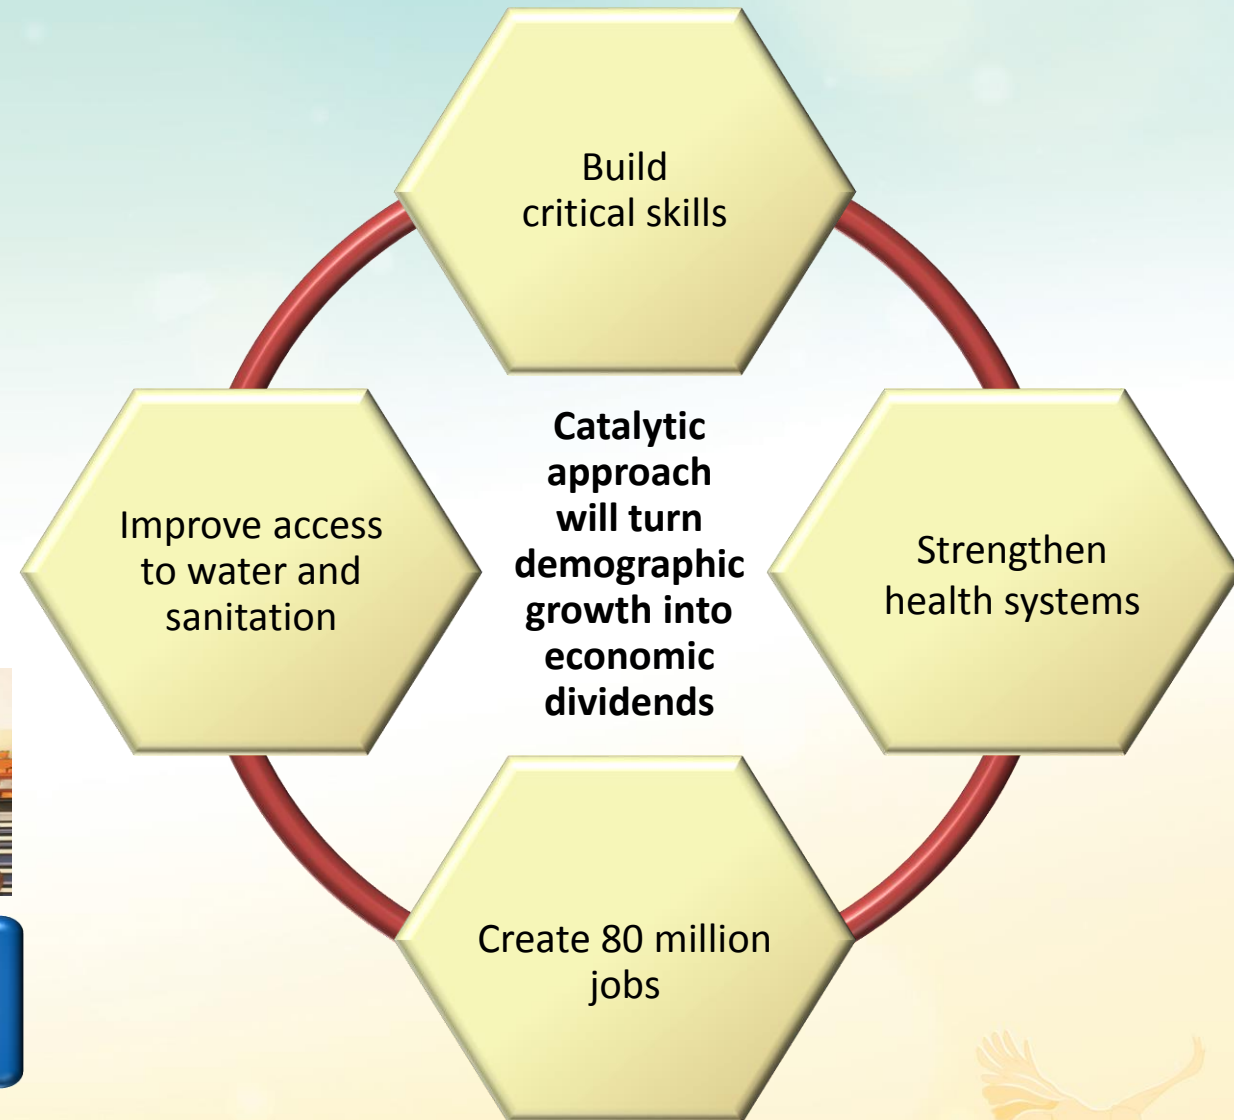 Build
critical skills
Catalytic
approach
will turn
demographic
growth into
economic
dividends
Improve access
to water and
sanitation
Strengthen
health systems
Create 80 million
jobs